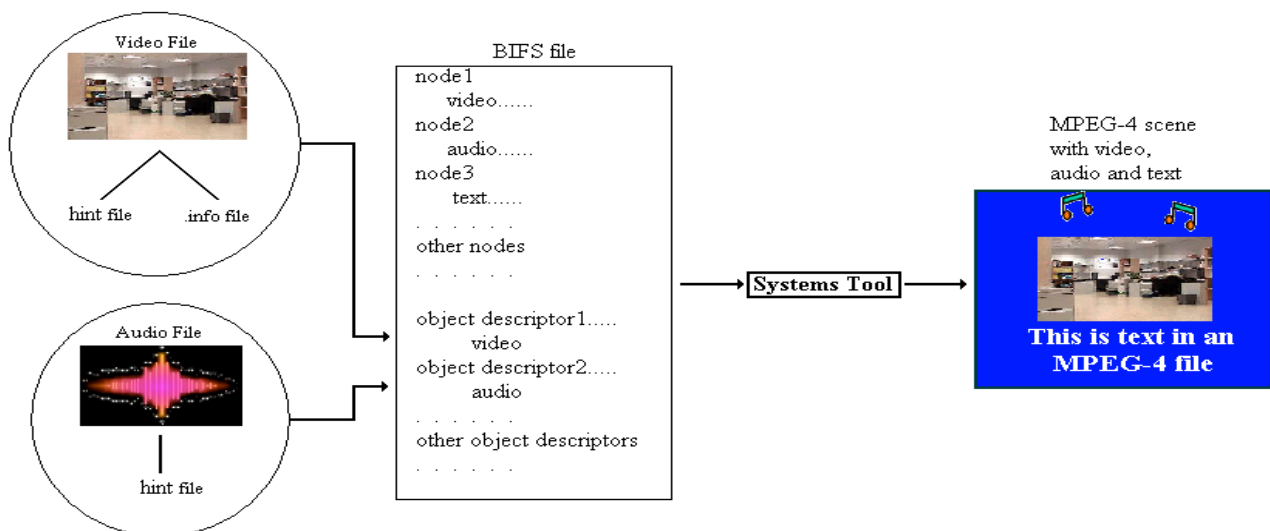 Video File
hint file
.info file
Audio File
hint file
BIFS file
node1
video......
node2
audio......
node3
text......
. . . . . .
other nodes
. . . . . .
object descriptor1.....
video
object descriptor2.....
audio
. . . . . .
other object descriptors
. . . . . .
Systems Tool
MPEG-4 scene
with video,
audio and text
This is text in an
MPEG-4 file